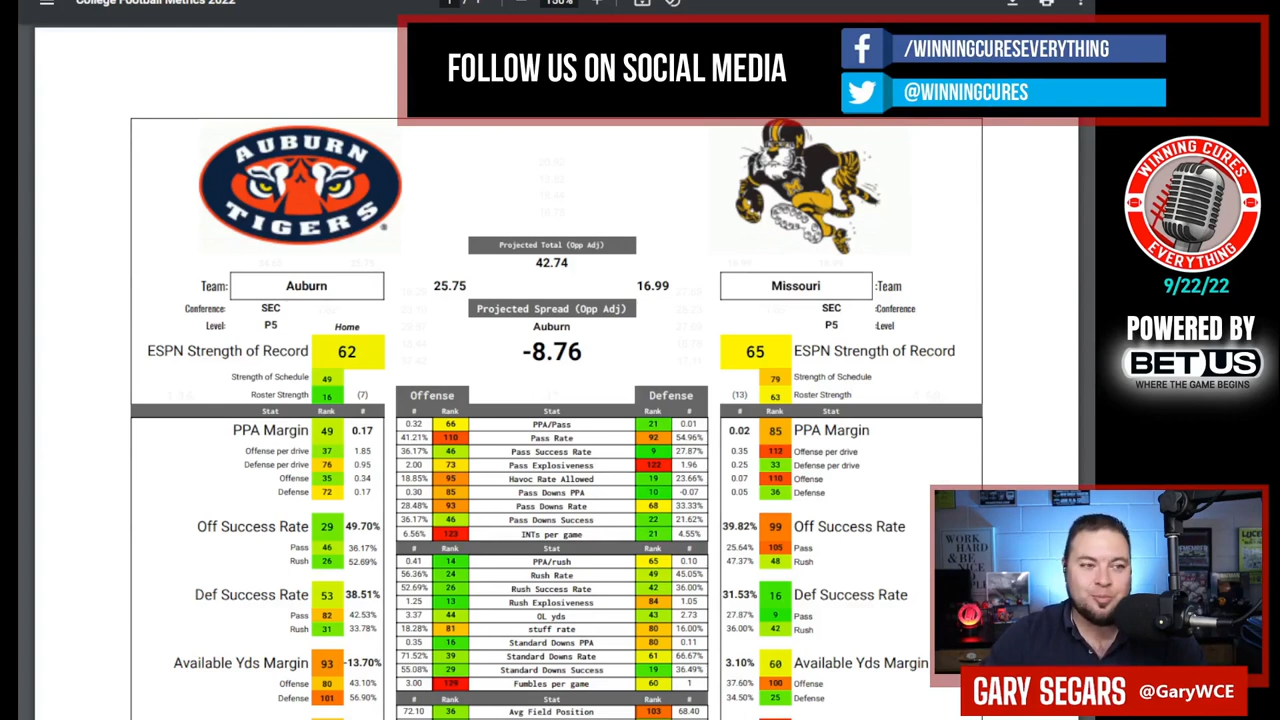 College Football Metrics 2022
1 / 1
150%
FOLLOW US ON SOCIAL MEDIA
/WINNINGCURESEVERYTHING
@WINNINGCURES
WINNING CURES
EVERYTHING
9/22/22
POWERED BY
BETUS
WHERE THE GAME BEGINS
AUBURN
TIGERS
Projected Total (Opp Adj)
42.74
Team: Auburn 25.75 16.99 Missouri :Team
Conference: SEC Projected Spread (Opp Adj) SEC :Conference
Level: P5 Home Auburn P5 :Level
-8.76
ESPN Strength of Record 62 65 ESPN Strength of Record
Strength of Schedule 49 79 Strength of Schedule
Roster Strength 16 (7) Offense Defense (13) 63 Roster Strength
Stat Rank # # Rank Stat Rank # # Rank Stat
0.32 66 PPA/Pass 21 0.01
PPA Margin 49 0.17 0.02 85 PPA Margin
41.21% 110 Pass Rate 92 54.96%
Offense per drive 37 1.85 36.17% 46 Pass Success Rate 9 27.87% 0.35 112 Offense per drive
Defense per drive 76 0.95 2.00 73 Pass Explosiveness 122 1.96 0.25 33 Defense per drive
Offense 35 0.34 18.85% 95 Havoc Rate Allowed 19 23.66% 0.07 110 Offense
Defense 72 0.17 0.30 85 Pass Downs PPA 10 -0.07 0.05 36 Defense
28.48% 93 Pass Downs Rate 68 33.33%
36.17% 46 Pass Downs Success 22 21.62%
Off Success Rate 29 49.70% 39.82% 99 Off Success Rate
6.56% 123 INTs per game 21 4.55%
Pass 46 36.17% # Rank Stat Rank # 25.64% 105 Pass
Rush 26 52.69% 0.41 14 PPA/rush 65 0.10 47.37% 48 Rush
56.36% 24 Rush Rate 49 45.05%
52.69% 26 Rush Success Rate 42 36.00%
Def Success Rate 53 38.51% 31.53% 16 Def Success Rate
1.25 13 Rush Explosiveness 84 1.05
Pass 82 42.53% 3.37 44 OL yds 43 2.73 27.87% 9 Pass
Rush 31 33.78% 18.28% 81 stuff rate 80 16.00% 36.00% 42 Rush
0.35 16 Standard Downs PPA 80 0.11
71.52% 39 Standard Downs Rate 61 66.67%
Available Yds Margin 93 -13.70% 3.10% 60 Available Yds Margin
55.08% 29 Standard Downs Success 19 36.49%
Offense 80 43.10% 3.00 129 Fumbles per game 60 1 37.60% 100 Offense
Defense 101 56.90% # Rank Stat Rank # 34.50% 25 Defense
72.10 36 Avg Field Position 103 68.40
WORK
HARD
& BE
GARY SEGARS @GaryWCE